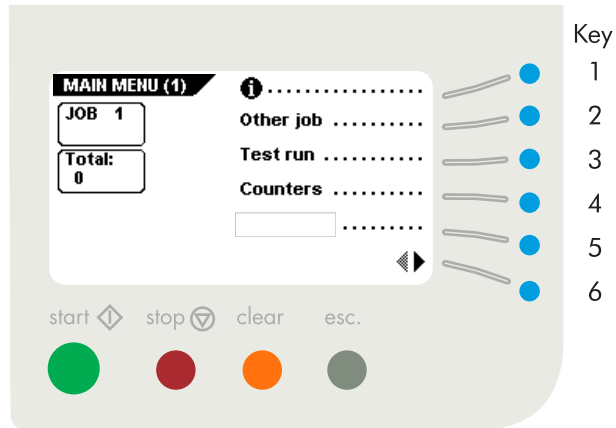 Key
MAIN MENU (1)
i ................
1
JOB 1
Other job ..........
2
Total:
0
Test run ...........
3
Counters ..........
4
.........
5
6
start
stop
clear
esc.